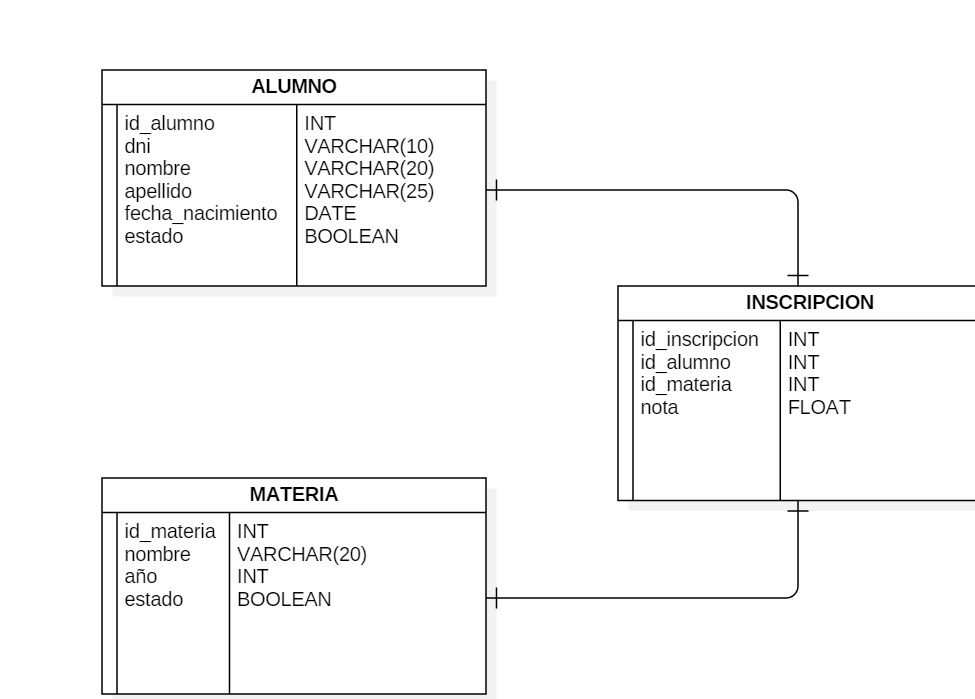 ALUMNO
id_alumno INT
dni VARCHAR(10)
nombre VARCHAR(20)
apellido VARCHAR(25)
fecha_nacimiento DATE
estado BOOLEAN
INSCRIPCION
id_inscripcion INT
id_alumno INT
id_materia INT
nota FLOAT
MATERIA
id_materia INT
nombre VARCHAR(20)
año INT
estado BOOLEAN